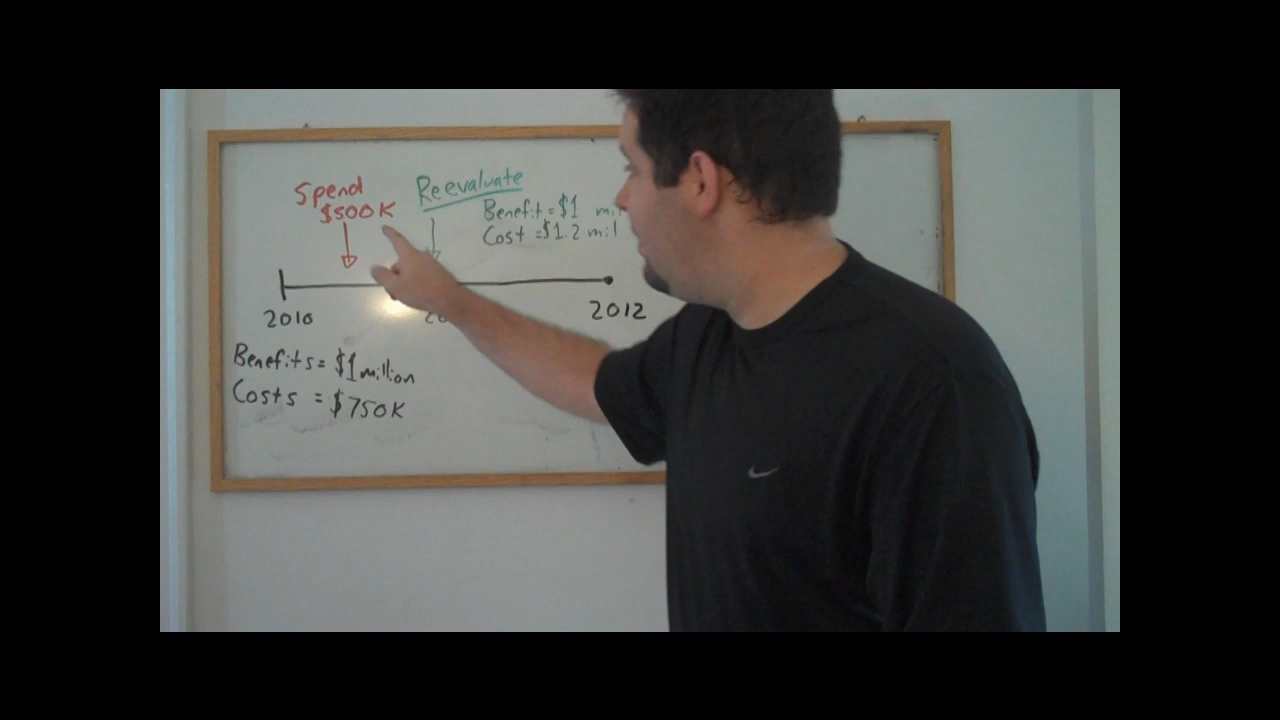 Spend
$500K
Reevaluate
Benefit = $1
Cost = $1.2 mil
2010
2012
Benefits = $1 million
Costs = $750K